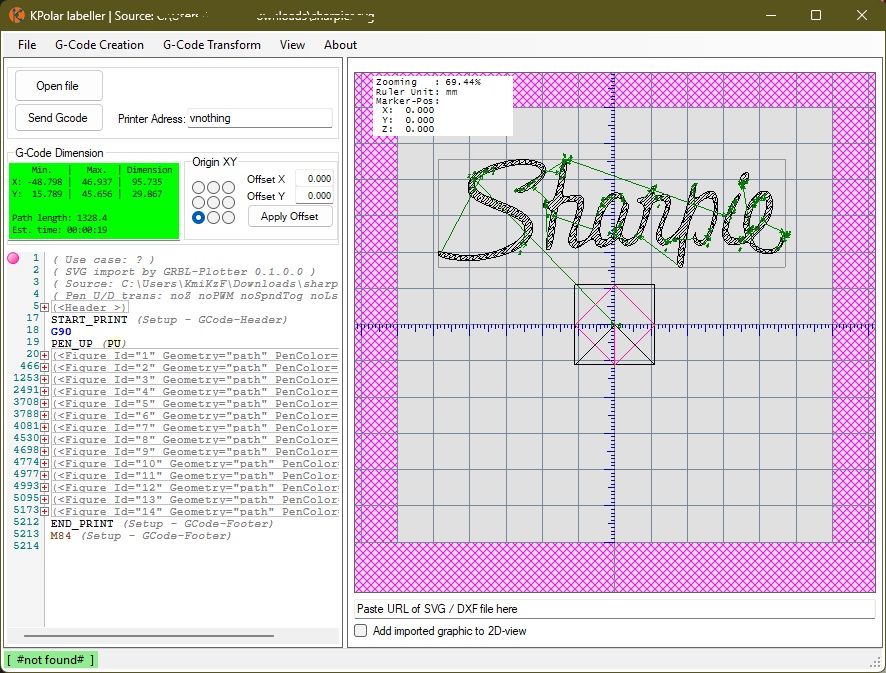 KPolar labeller | Source:
File G-Code Creation G-Code Transform View About
Open file
Send Gcode
Printer Adress: vnothing
G-Code Dimension
Min. | Max. | Dimension
X: -48.798 | 46.937 | 95.735
Y: 15.789 | 45.656 | 29.867
Path length: 1328.4
Est. time: 00:00:19
Origin XY
Offset X 0.000
Offset Y 0.000
Apply Offset
1 ( Use case: ? )
2 ( SVG import by GRBL-Plotter 0.1.0.0 )
3 ( Source: C:\Users\KmiKzF\Downloads\sharp
4 ( Pen U/D trans: noZ noPWM noSpndTog noLs
5 (<Header >)
17 START_PRINT (Setup - GCode-Header)
18 G90
19 PEN_UP (PU)
20 (<Figure Id="1" Geometry="path" PenColor=
466 (<Figure Id="2" Geometry="path" PenColor=
1253 (<Figure Id="3" Geometry="path" PenColor=
2491 (<Figure Id="4" Geometry="path" PenColor=
3708 (<Figure Id="5" Geometry="path" PenColor=
3788 (<Figure Id="6" Geometry="path" PenColor=
4081 (<Figure Id="7" Geometry="path" PenColor=
4530 (<Figure Id="8" Geometry="path" PenColor=
4698 (<Figure Id="9" Geometry="path" PenColor=
4774 (<Figure Id="10" Geometry="path" PenColor
4977 (<Figure Id="11" Geometry="path" PenColor
4993 (<Figure Id="12" Geometry="path" PenColor
5095 (<Figure Id="13" Geometry="path" PenColor
5173 (<Figure Id="14" Geometry="path" PenColor
5212 END_PRINT (Setup - GCode-Footer)
5213 M84 (Setup - GCode-Footer)
5214
[ #not found# ]
Zooming : 69.44%
Ruler Unit: mm
Marker-Pos:
X: 0.000
Y: 0.000
Z: 0.000
Sharpie
Paste URL of SVG / DXF file here
Add imported graphic to 2D-view